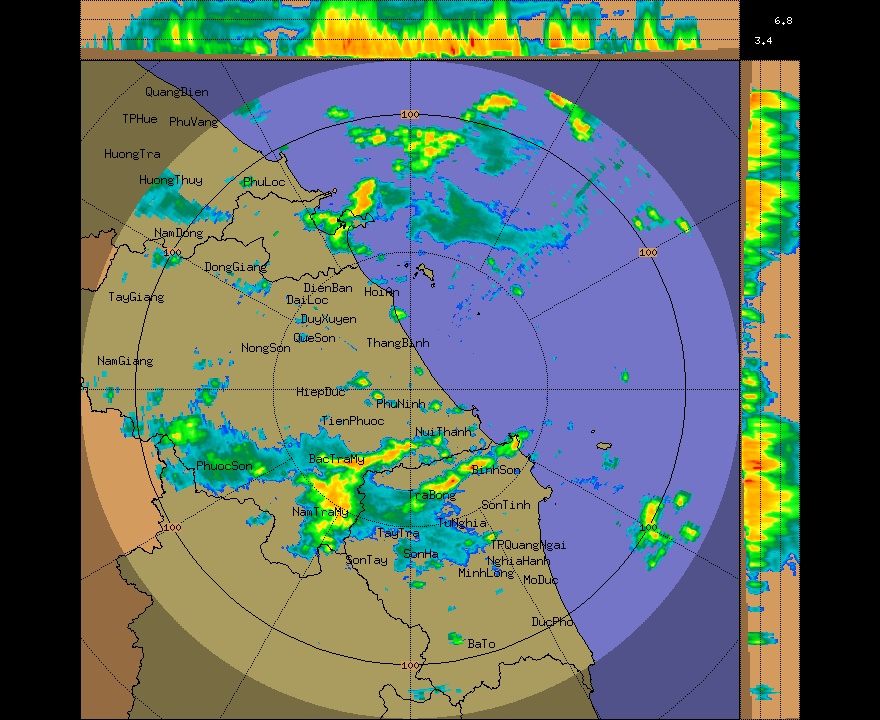 6.8
3.4
QuangDien
TPHue
PhuVang
100
HuongTra
HuongThuy
PhuLoc
NamDong
100
100
DongGiang
DienBan
HoiAn
TayGiang
DaiLoc
DuyXuyen
QueSon
NongSon
ThangBinh
NamGiang
HiepDuc
PhuNinh
TienPhuoc
NuiThanh
BacTraMy
PhuocSon
BinhSon
TraBong
SonTinh
NamTraMy
TuNghia
100
100
TayTra
TPQuangNgai
SonHa
SonTay
NghiaHanh
MinhLong
MoDuc
DucPho
BaTo
100